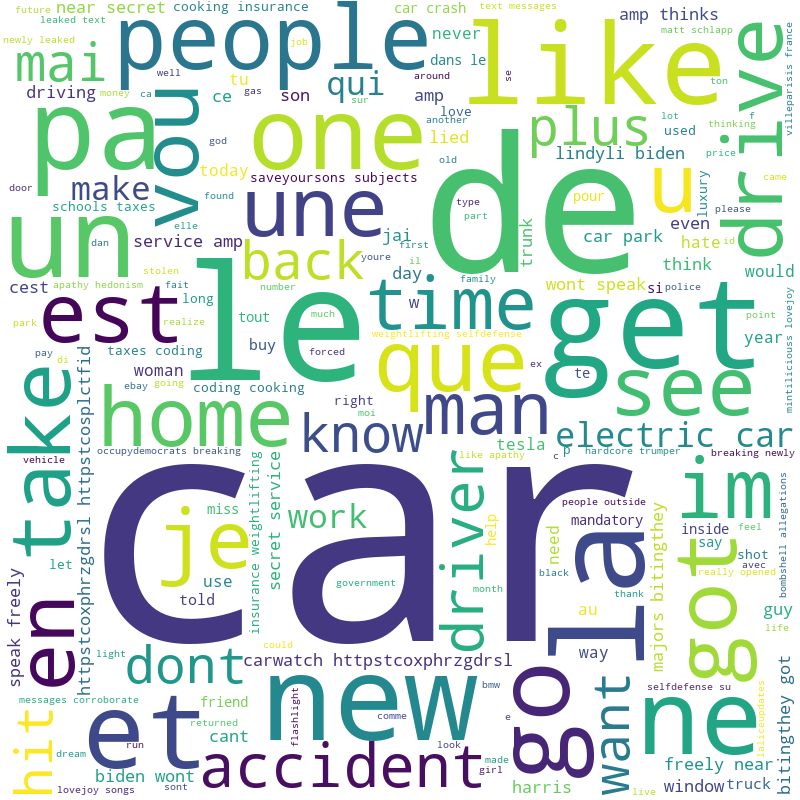 future
near secret
leaked text
newly leaked
cooking insurance
car crash
text messages
amp thinks
matt schlapp
people
like
mai
job
well
tu
qui
dans le
never
around
se
driving
money
ca
gas
ce
son
amp
sur
love
another
ton
lied
plus
f
thinking
drive
villeparisis france
pa
vou
one
god
old
lindyli biden
used
lot
price
today
door
make
saveyoursons subjects
found
schools taxes
elle
une
type
part
pour
de
u
luxury
please
came
even
un
dan
service amp
back
jai
youre
first
il
trunk
car park
hate
id
cest
apathy hedonism
stolen
fait
long
number
day
family
wont speak
think
would
park
realize
le
tout
much
w
time
si
police
point
est
weightlifting selfdefense
year
taxes coding
buy
forced
que
get
mintiliciouss lovejoy
pay
di
woman
ex
te
ebay
going
coding cooking
right
moi
see
take
httpstcoxphrzgdrsl httpstcosplctfid
home
know
man
tesla
electric car
occupydemocrats breaking
vehicle
like apathy
c
p
hardcore trumper
breaking newly
car
im
en
je
miss
insurance weightlifting
secret service
work
driver
help
need
people outside
mandatory
inside
feel
bombshell allegations
say
shot
let
use
government
month
black
la
majors bitingthey
really opened
avec
got
guy
speak freely
told
thank
au
life
light
could
way
dont
carwatch httpstcoxphrzgdrsl
messages corroborate
new
bmw
go
want
selfdefense su
ne
laliceupdates
bitingthey got
hit
et
friend
returned
flashlight
comme
e
cant
run
look
accident
freely near
dream
biden wont
made
girl
harris
live
window
truck
lovejoy songs
sont